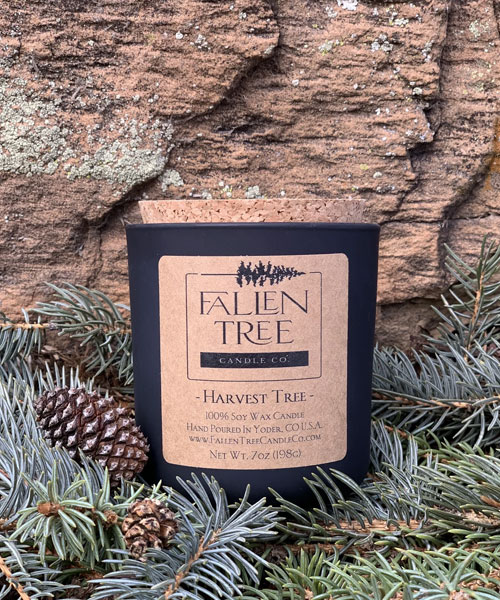 FALLEN
TREE
CANDLE CO.
- HARVEST TREE -
100% SOY WAX CANDLE
HAND POURED IN YODER, CO U.S.A.
WWW.FALLENTREECANDLECO.COM
NET WT. 7OZ (198G)